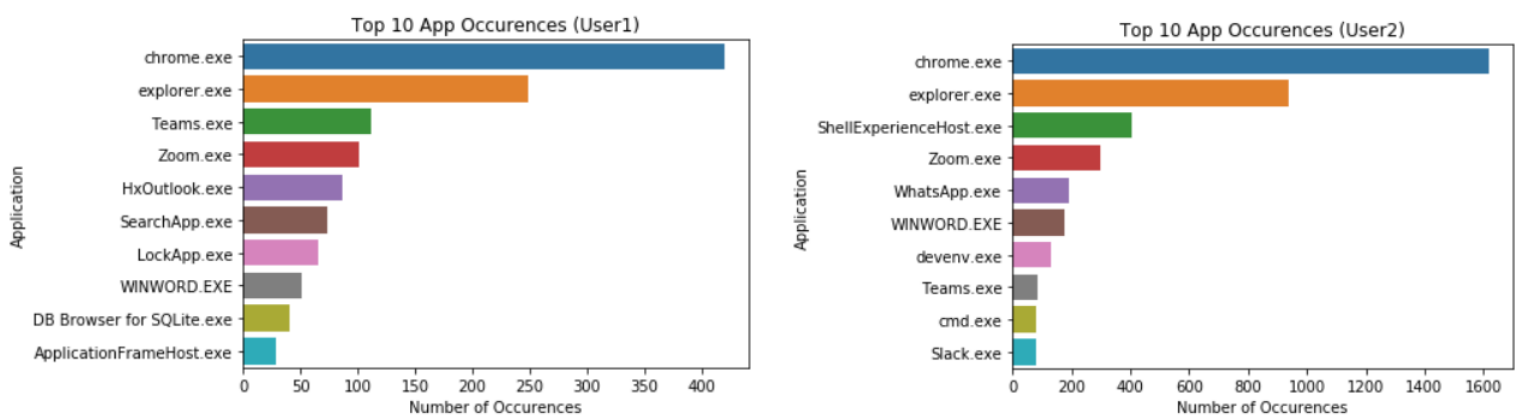 Top 10 App Occurences (User1)
Application
chrome.exe
explorer.exe
Teams.exe
Zoom.exe
HxOutlook.exe
SearchApp.exe
LockApp.exe
WINWORD.EXE
DB Browser for SQLite.exe
ApplicationFrameHost.exe
0 50 100 150 200 250 300 350 400
Number of Occurences
Top 10 App Occurences (User2)
Application
chrome.exe
explorer.exe
ShellExperienceHost.exe
Zoom.exe
WhatsApp.exe
WINWORD.EXE
devenv.exe
Teams.exe
cmd.exe
Slack.exe
0 200 400 600 800 1000 1200 1400 1600
Number of Occurences